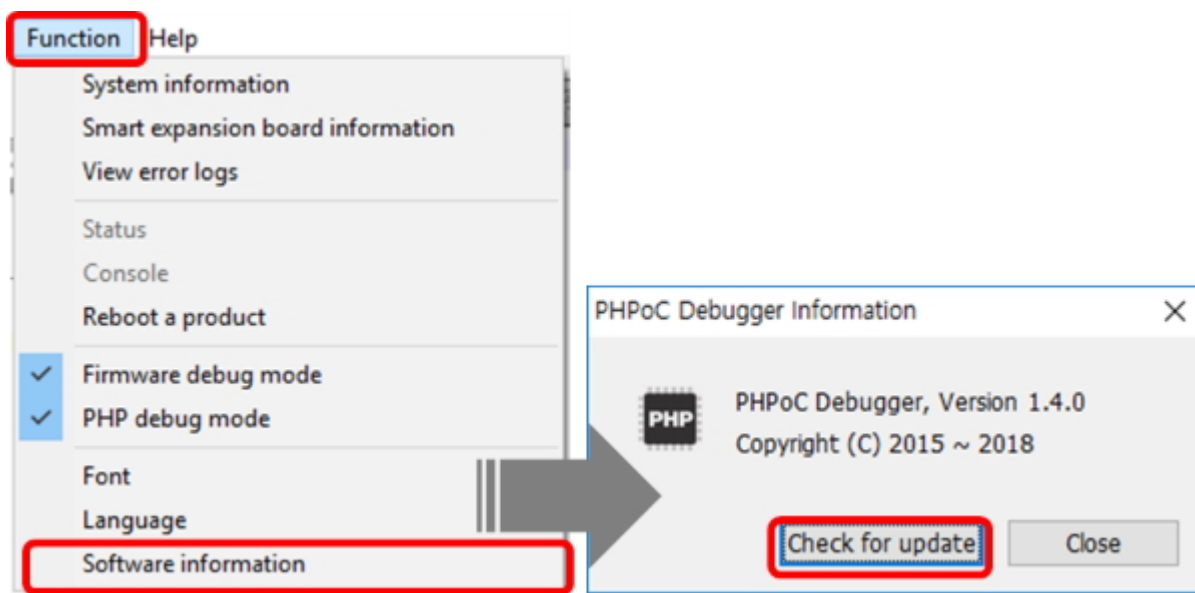 Function Help
System information
Smart expansion board information
View error logs
Status
Console
Reboot a product
Firmware debug mode
PHP debug mode
Font
Language
Software information
PHPoC Debugger Information
PHP
PHPoC Debugger, Version 1.4.0
Copyright (C) 2015 ~ 2018
Check for update Close